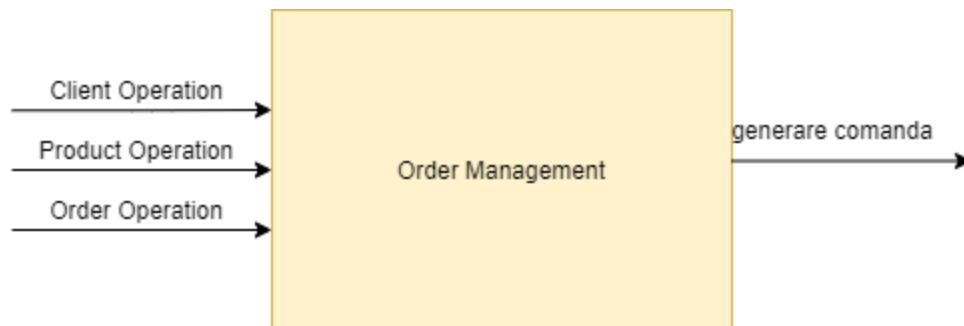 Client Operation
Product Operation
Order Operation
Order Management
generare comanda